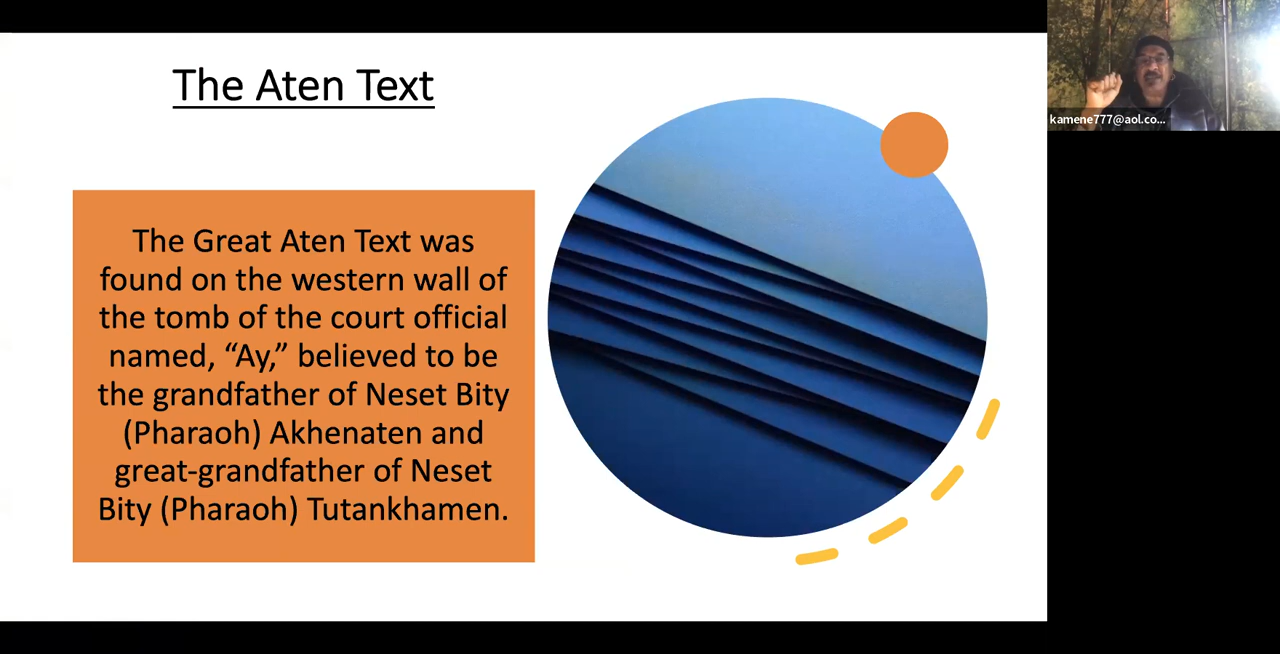 The Aten Text
The Great Aten Text was
found on the western wall of
the tomb of the court official
named, “Ay,” believed to be
the grandfather of Neset Bity
(Pharaoh) Akhenaten and
great-grandfather of Neset
Bity (Pharaoh) Tutankhamen.
kamene777@aol.co...